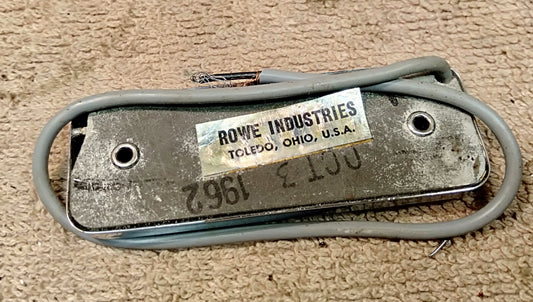 ROWE INDUSTRIES
TOLEDO, OHIO, U.S.A.
OCT 3 1962